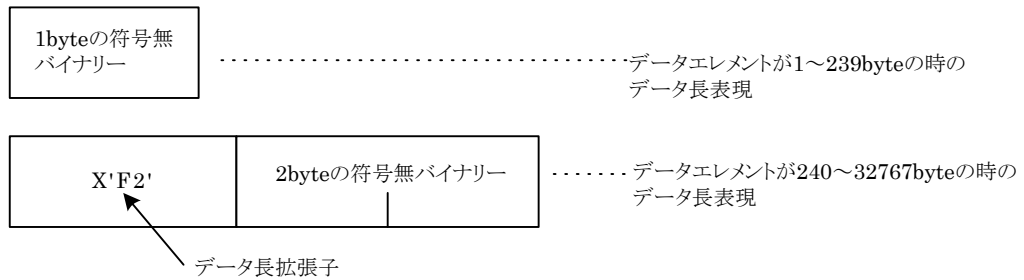 1byteの符号無
バイナリー
データエレメントが1～239byteの時の
データ長表現
X'F2'
2byteの符号無バイナリー
データエレメントが240～32767byteの時の
データ長表現
データ長拡張子